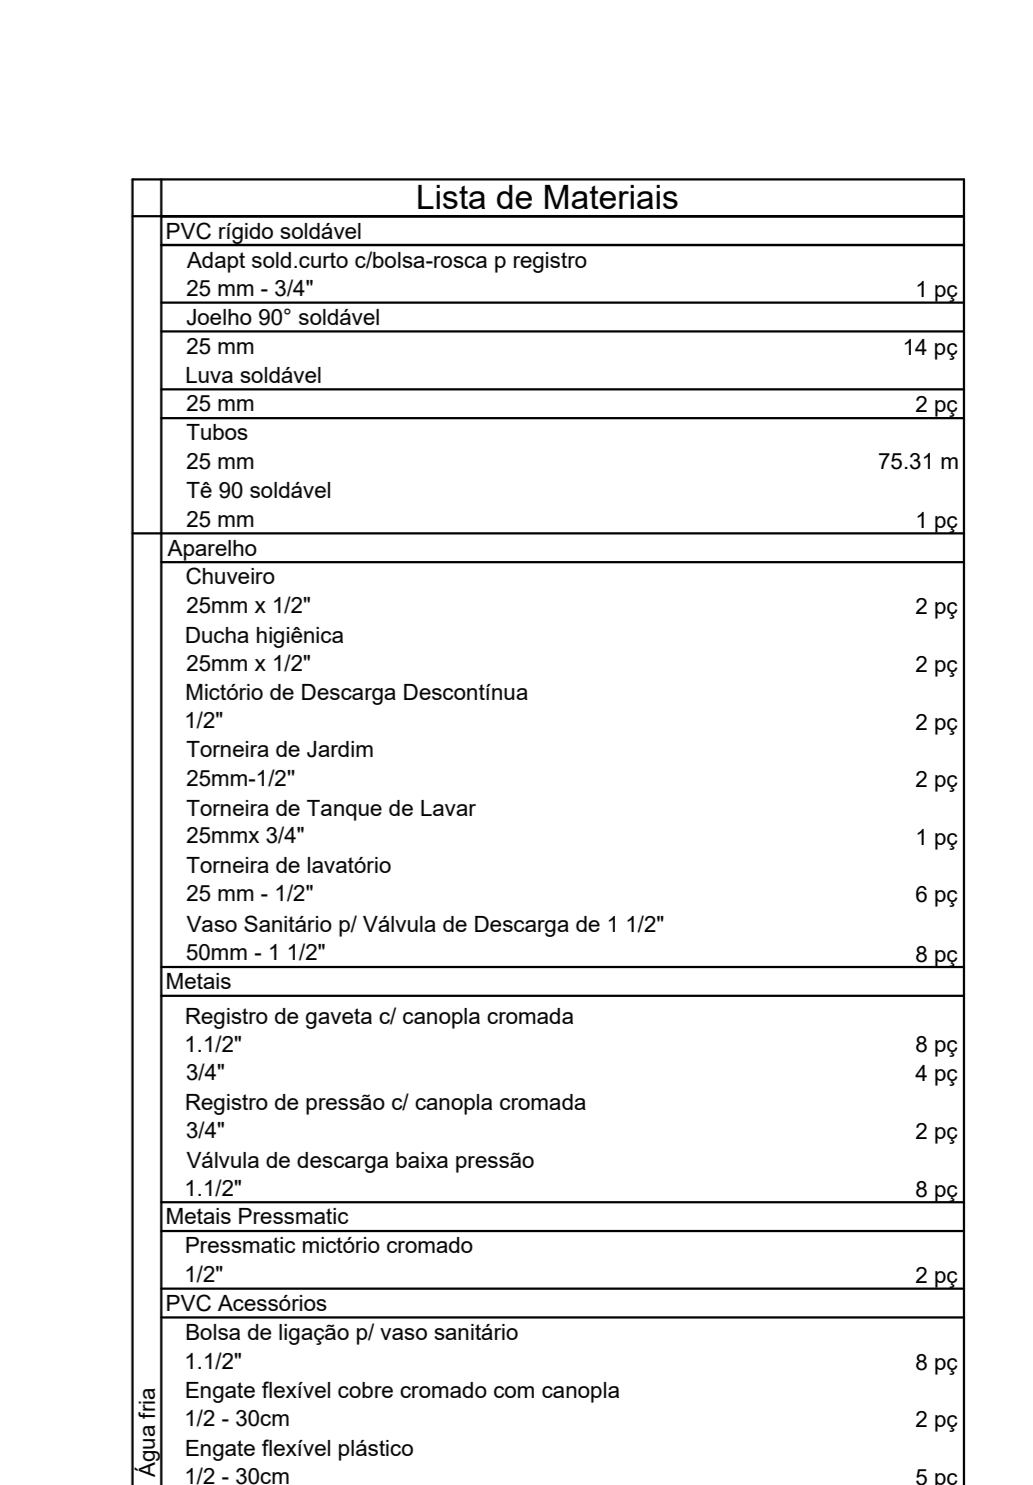 Lista de Materiais
PVC rígido soldável
Adapt sold.curto c/bolsa-rosca p registro
25 mm - 3/4" 1 pç
Joelho 90° soldável
25 mm 14 pç
Luva soldável
25 mm 2 pç
Tubos
25 mm 75.31 m
Tê 90 soldável
25 mm 1 pç
Aparelho
Chuveiro
25mm x 1/2" 2 pç
Ducha higiênica
25mm x 1/2" 2 pç
Mictório de Descarga Descontínua
1/2" 2 pç
Torneira de Jardim
25mm-1/2" 2 pç
Torneira de Tanque de Lavar
25mmx 3/4" 1 pç
Torneira de lavatório
25 mm - 1/2" 6 pç
Vaso Sanitário p/ Válvula de Descarga de 1 1/2"
50mm - 1 1/2" 8 pç
Metais
Registro de gaveta c/ canopla cromada
1.1/2" 8 pç
3/4" 4 pç
Registro de pressão c/ canopla cromada
3/4" 2 pç
Válvula de descarga baixa pressão
1.1/2" 8 pç
Metais Pressmatic
Pressmatic mictório cromado
1/2" 2 pç
PVC Acessórios
Bolsa de ligação p/ vaso sanitário
1.1/2" 8 pç
Engate flexível cobre cromado com canopla
1/2 - 30cm 2 pç
Engate flexível plástico
1/2 - 30cm 5 pç
Água fria